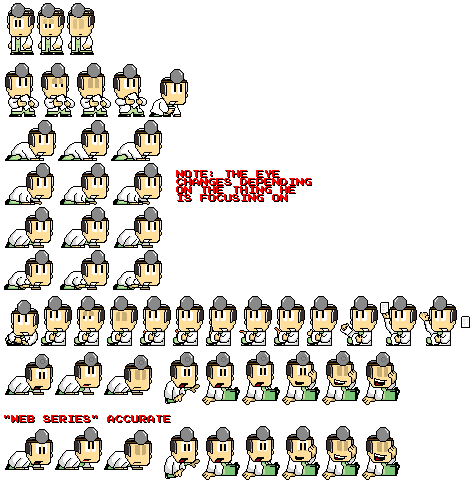 NOTE: THE EYE
CHANGES DEPENDING
ON THE THING HE
IS FOCUSING ON
"WEB SERIES" ACCURATE